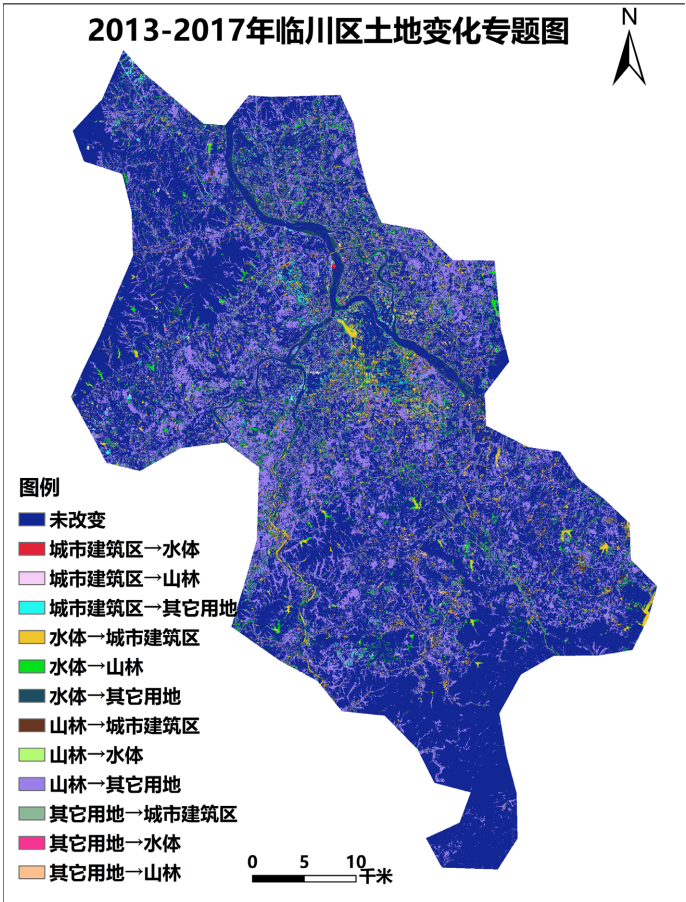 2013-2017年临川区土地变化专题图
N
图例
未改变
城市建筑区→水体
城市建筑区→山林
城市建筑区→其它用地
水体→城市建筑区
水体→山林
水体→其它用地
山林→城市建筑区
山林→水体
山林→其它用地
其它用地→城市建筑区
其它用地→水体
其它用地→山林
0 5 10
千米